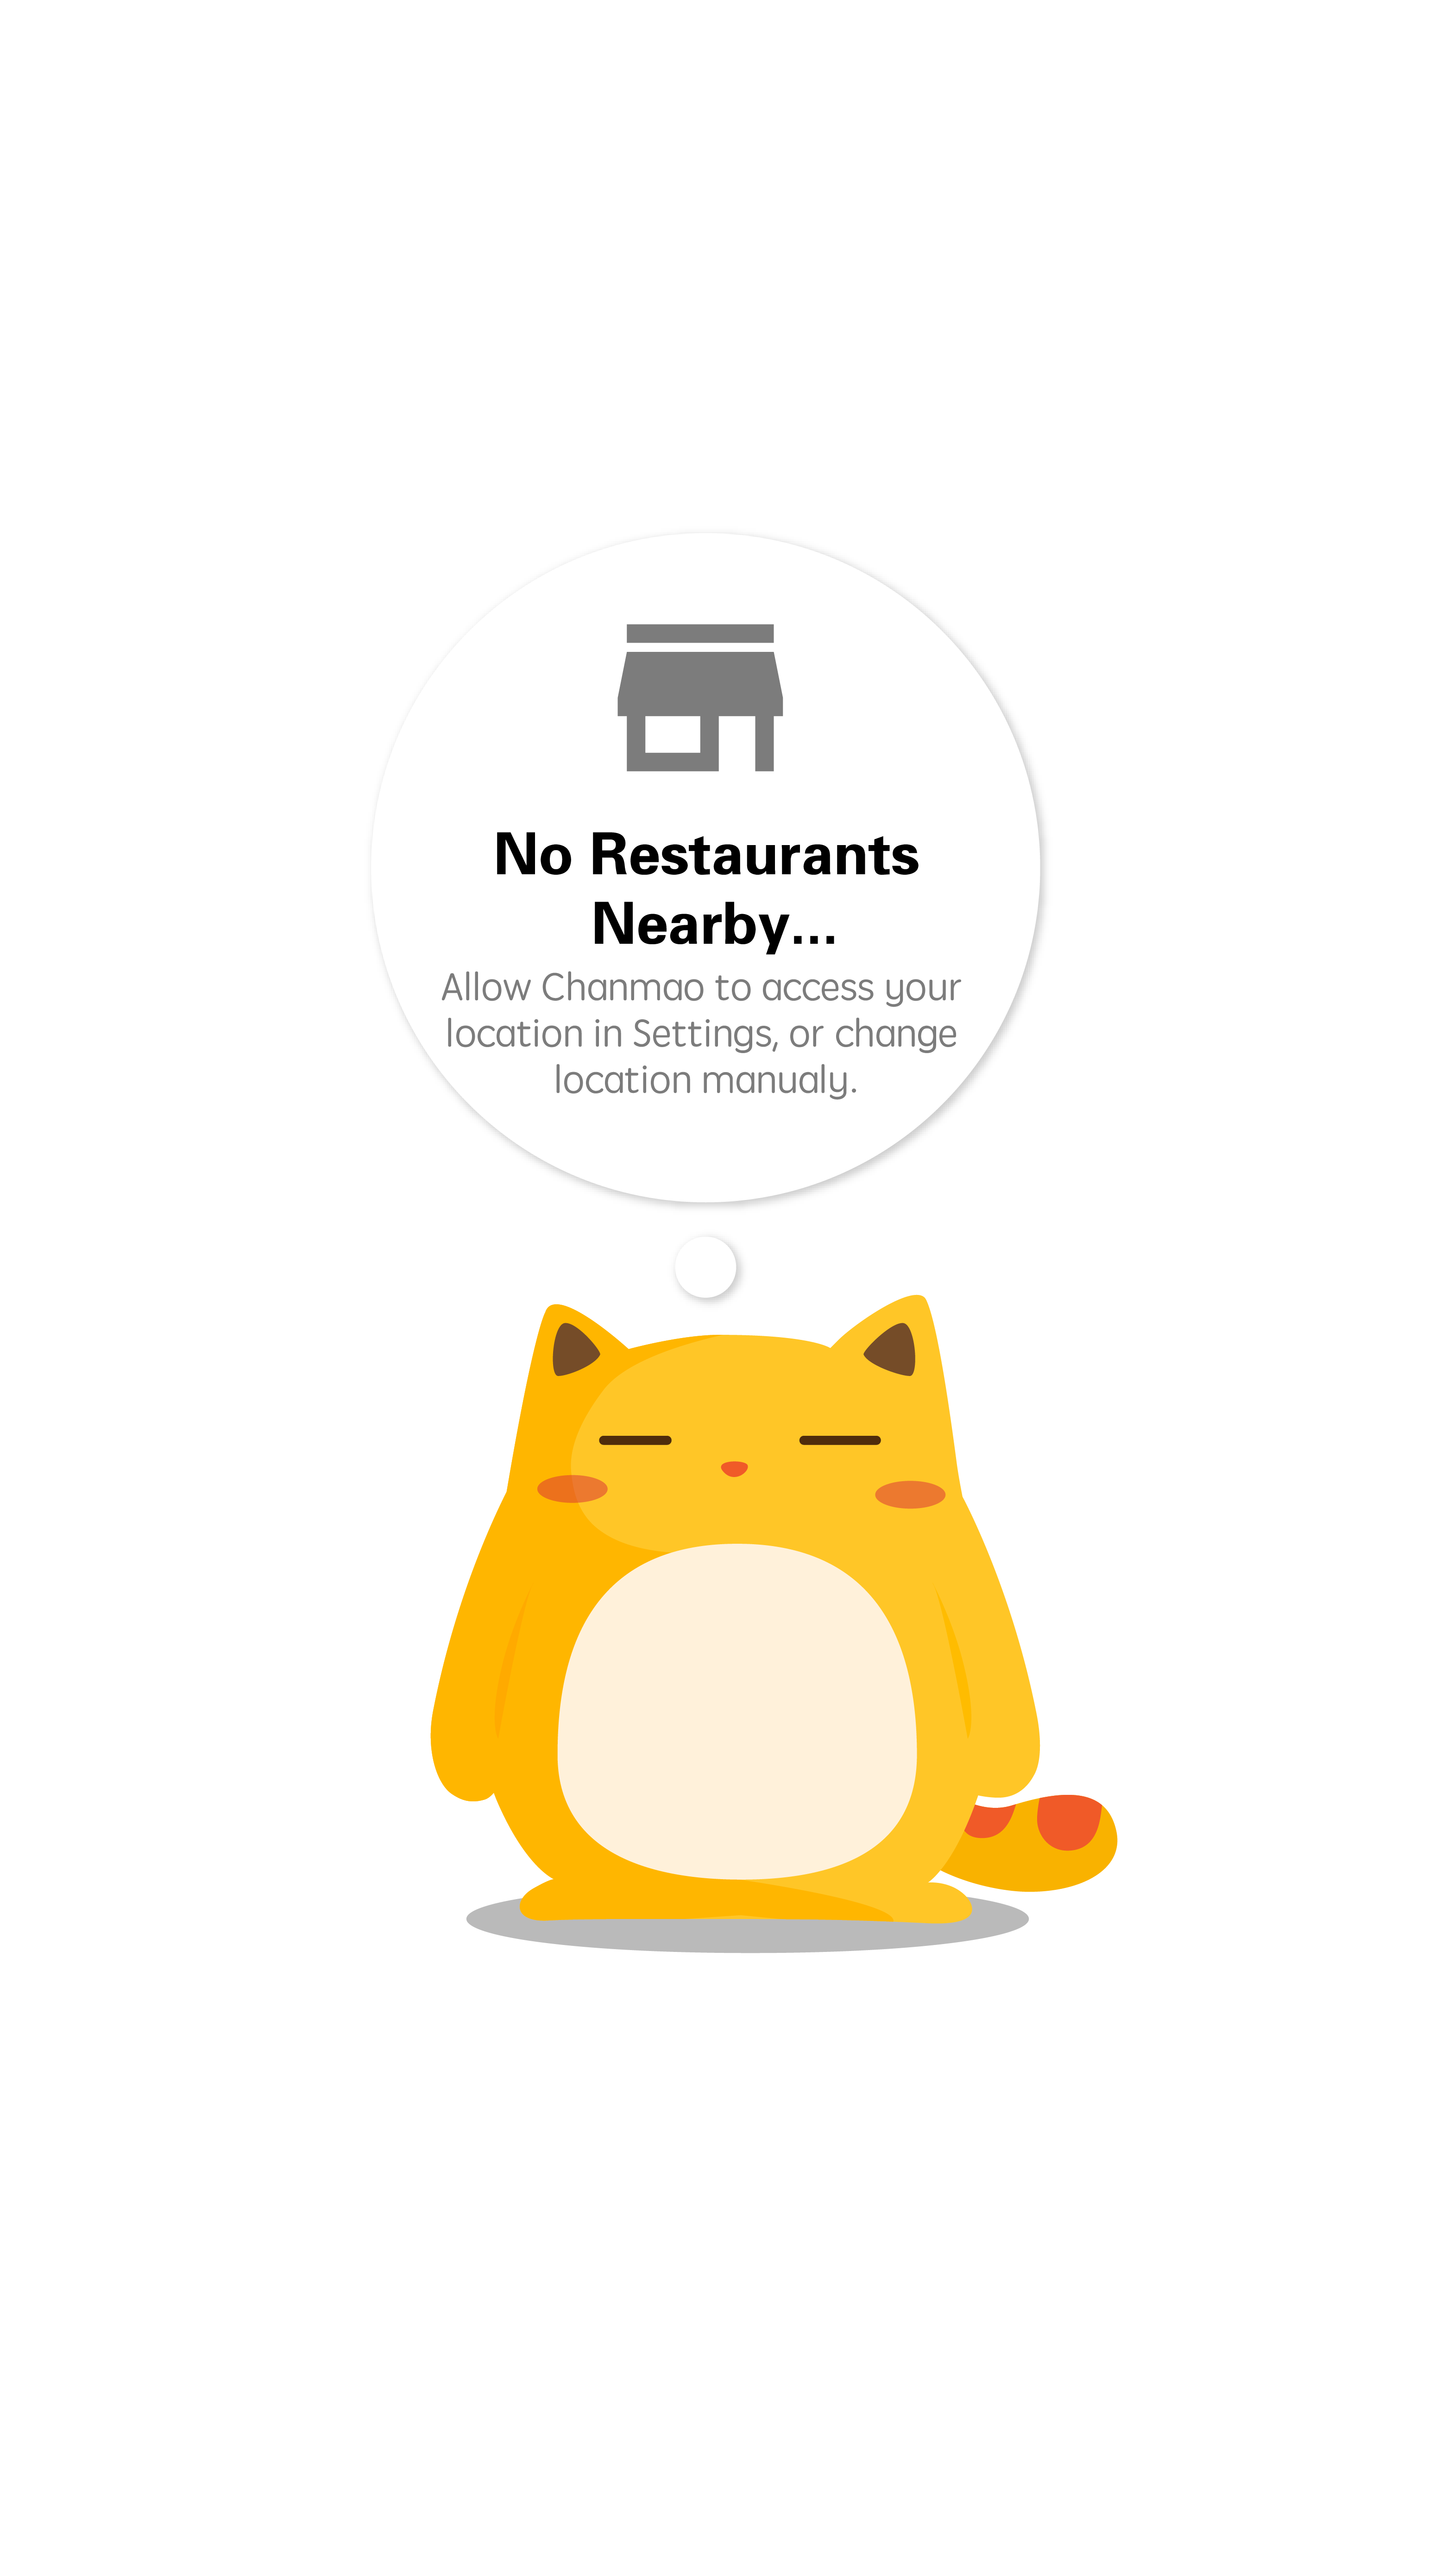 No Restaurants
Nearby...
Allow Chanmao to access your
location in Settings, or change
location manualy.